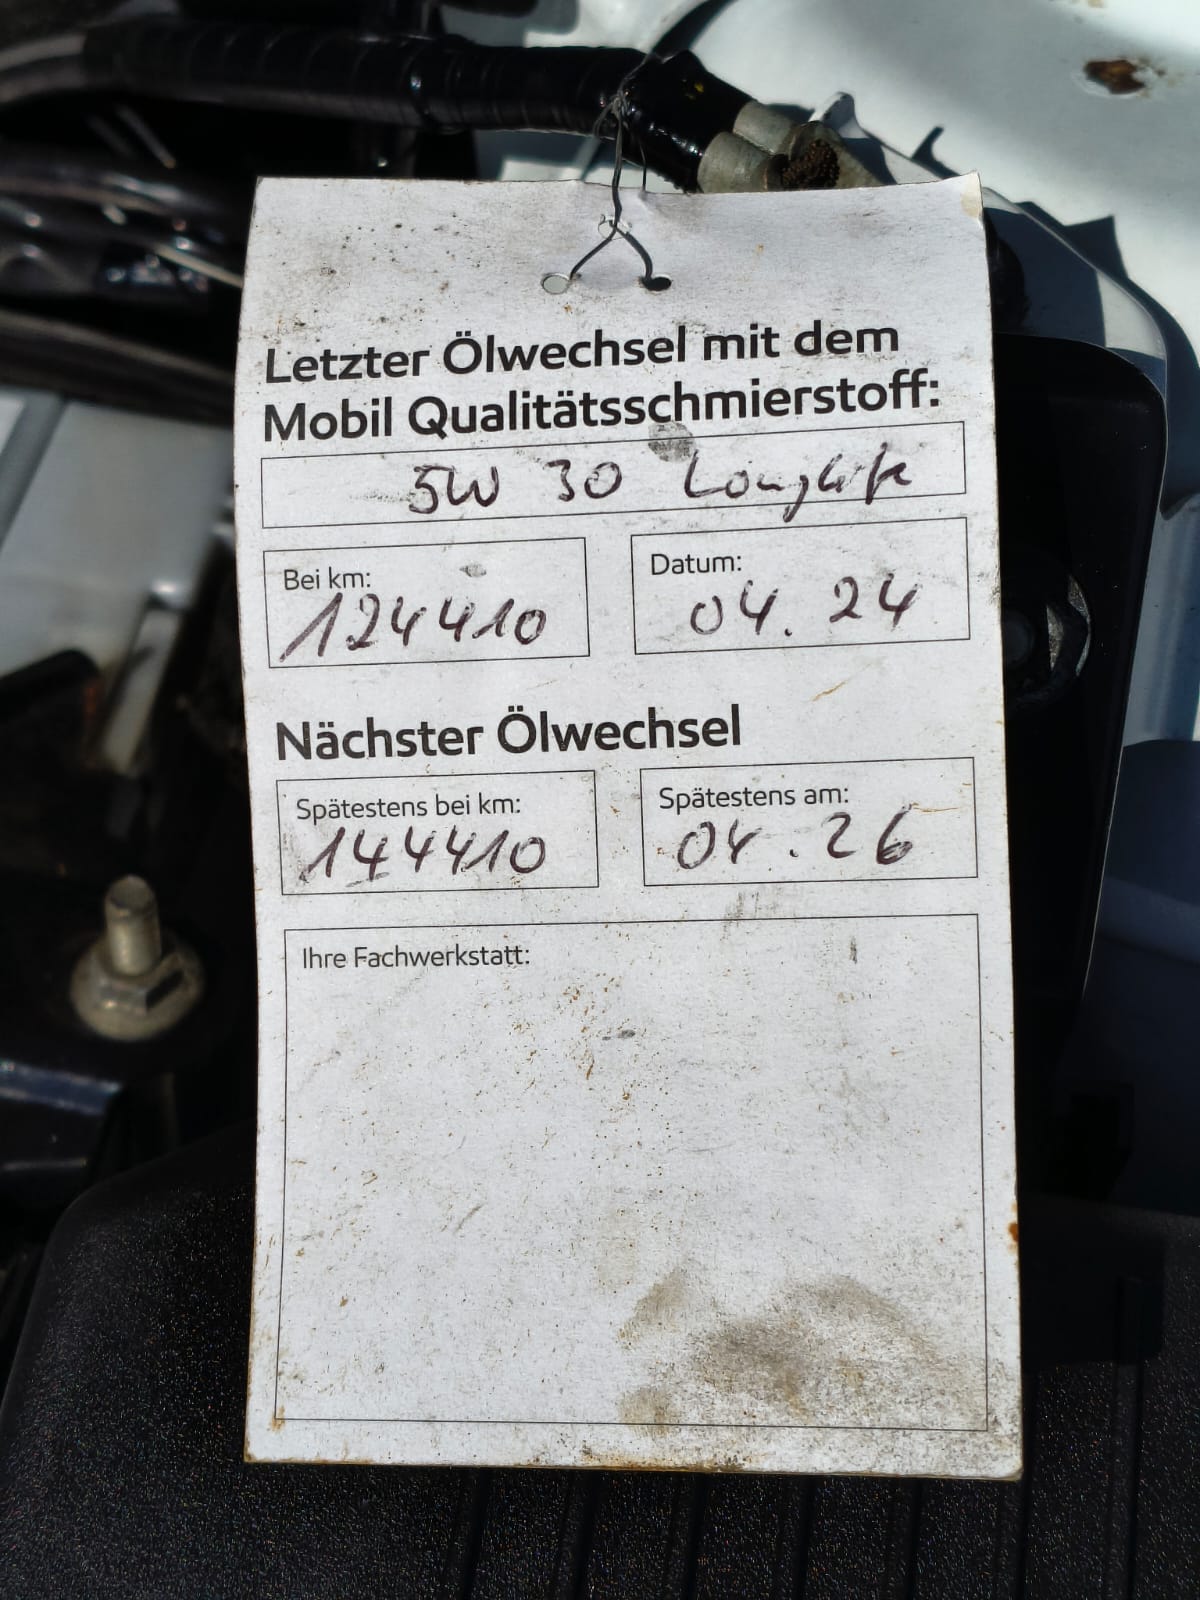 Letzter Ölwechsel mit dem
Mobil Qualitätsschmierstoff:
5W 30 Longlife
Bei km:
124410
Datum:
04. 24
Nächster Ölwechsel
Spätestens bei km:
144410
Spätestens am:
04. 26
Ihre Fachwerkstatt: